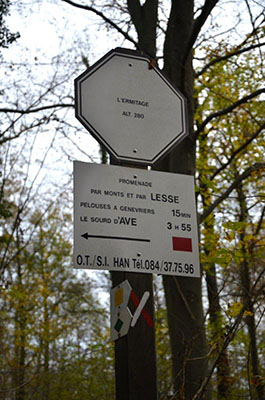 L'ERMITAGE
ALT 280
PROMENADE
PAR MONTS ET PAR LESSE
PELOUSES A GENEVRIERS 15 MIN
LE SOURD D'AVE 3 H 55
O.T./S.I. HAN Tél.084/37.75.96